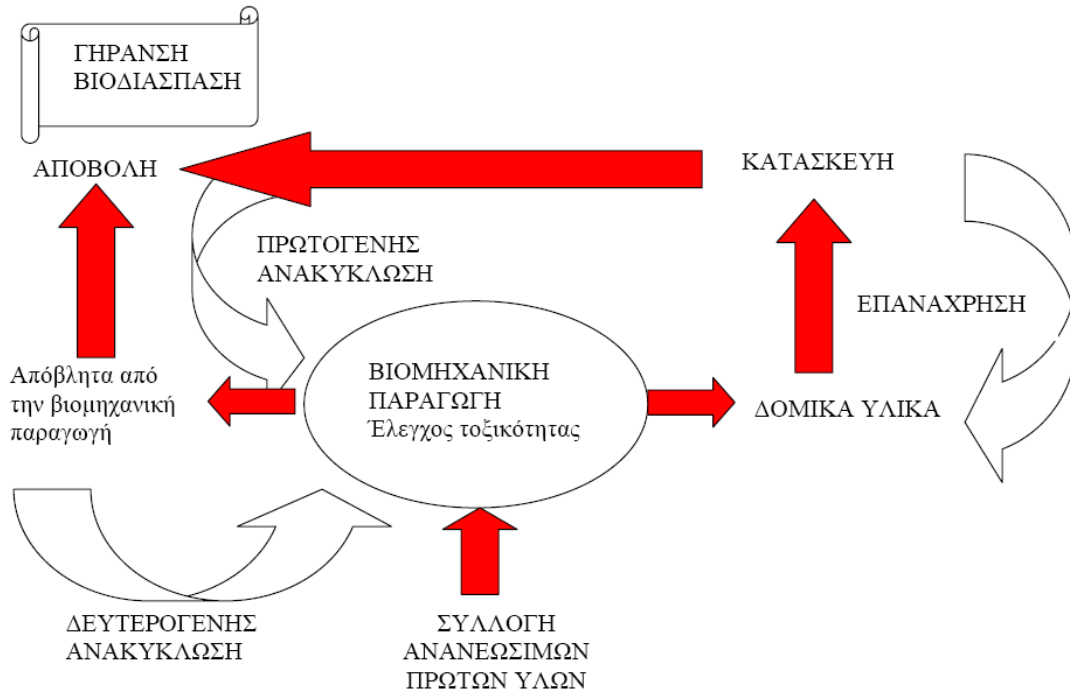 ΓΗΡΑΝΣΗ
ΒΙΟΔΙΑΣΠΑΣΗ
ΑΠΟΒΟΛΗ
ΚΑΤΑΣΚΕΥΗ
ΠΡΩΤΟΓΕΝΗΣ
ΑΝΑΚΥΚΛΩΣΗ
ΕΠΑΝΑΧΡΗΣΗ
Απόβλητα από
την βιομηχανική
παραγωγή
ΒΙΟΜΗΧΑΝΙΚΗ
ΠΑΡΑΓΩΓΗ
Έλεγχος τοξικότητας
ΔΟΜΙΚΑ ΥΛΙΚΑ
ΔΕΥΤΕΡΟΓΕΝΗΣ
ΑΝΑΚΥΚΛΩΣΗ
ΣΥΛΛΟΓΗ
ΑΝΑΝΕΩΣΙΜΩΝ
ΠΡΩΤΩΝ ΥΛΩΝ